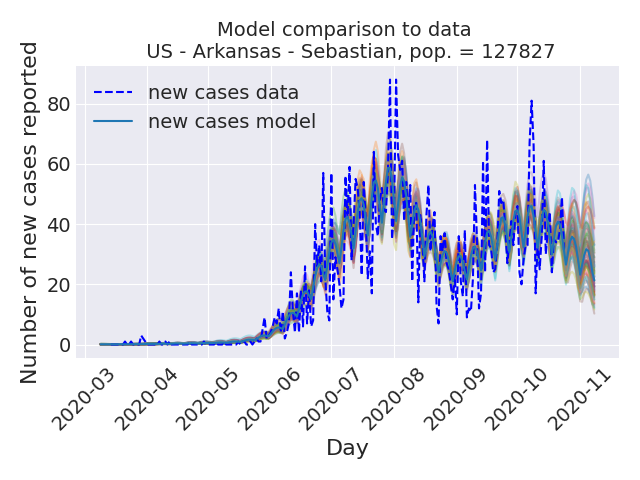 Model comparison to data
US - Arkansas - Sebastian, pop. = 127827
Number of new cases reported
80
60
40
20
0
new cases data
new cases model
2020-03
2020-04
2020-05
2020-06
2020-07
2020-08
2020-09
2020-10
2020-11
Day